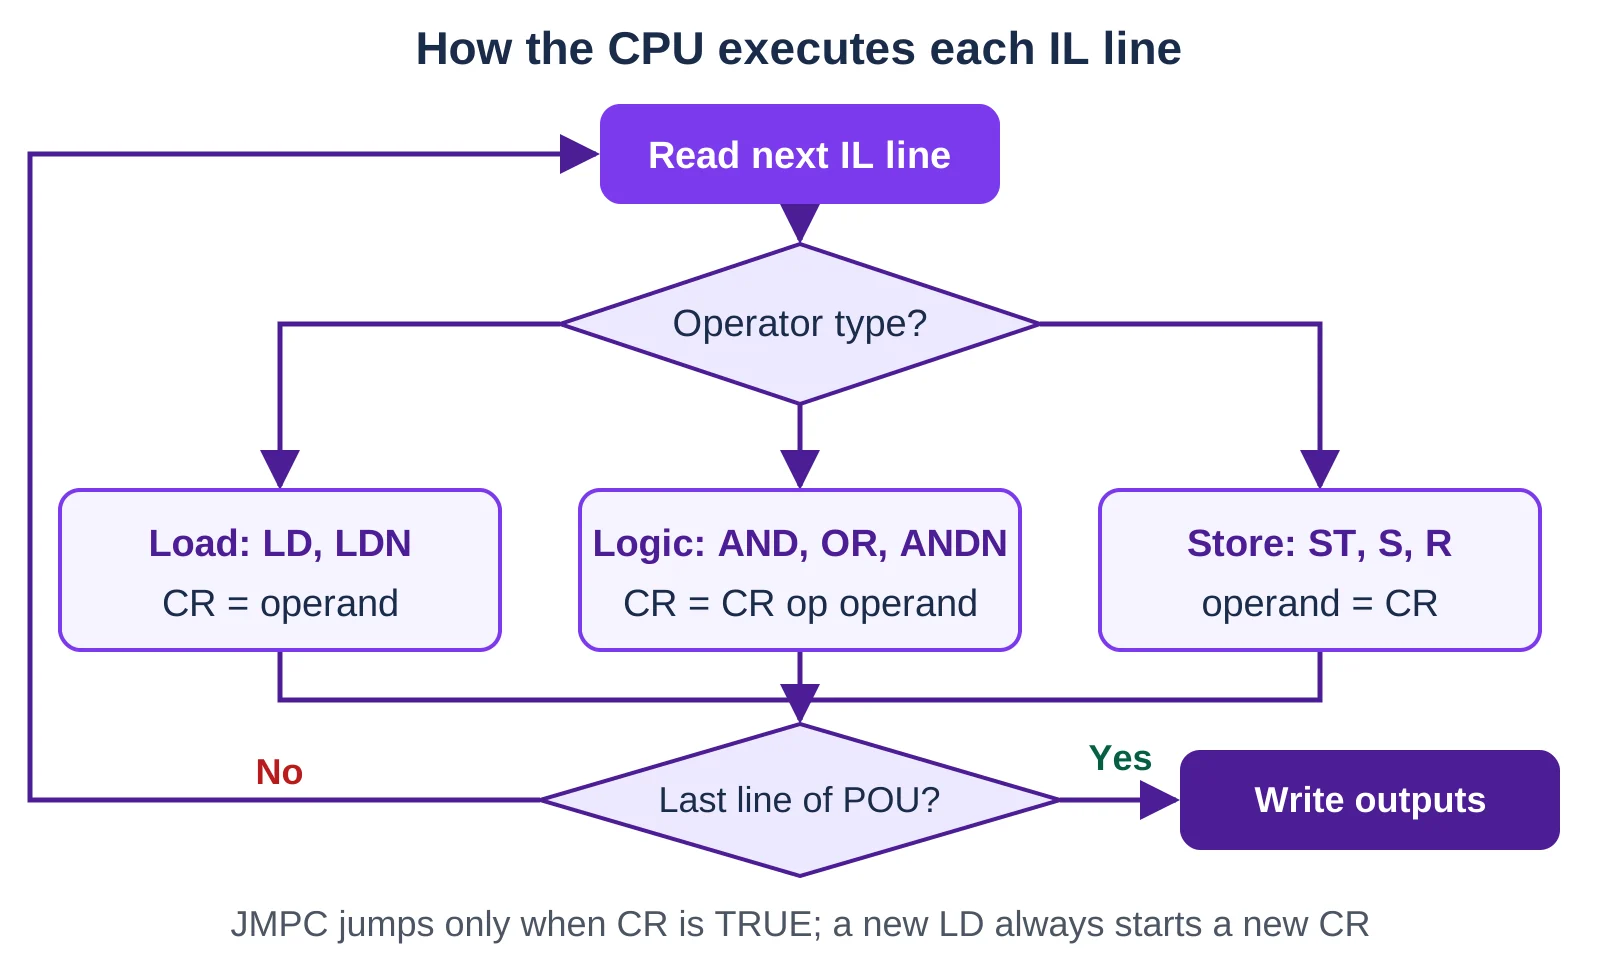 How the CPU executes each IL line
Read next IL line
Operator type?
Load: LD, LDN
CR = operand
Logic: AND, OR, ANDN
CR = CR op operand
Store: ST, S, R
operand = CR
No
Last line of POU?
Yes
Write outputs
JMPC jumps only when CR is TRUE; a new LD always starts a new CR